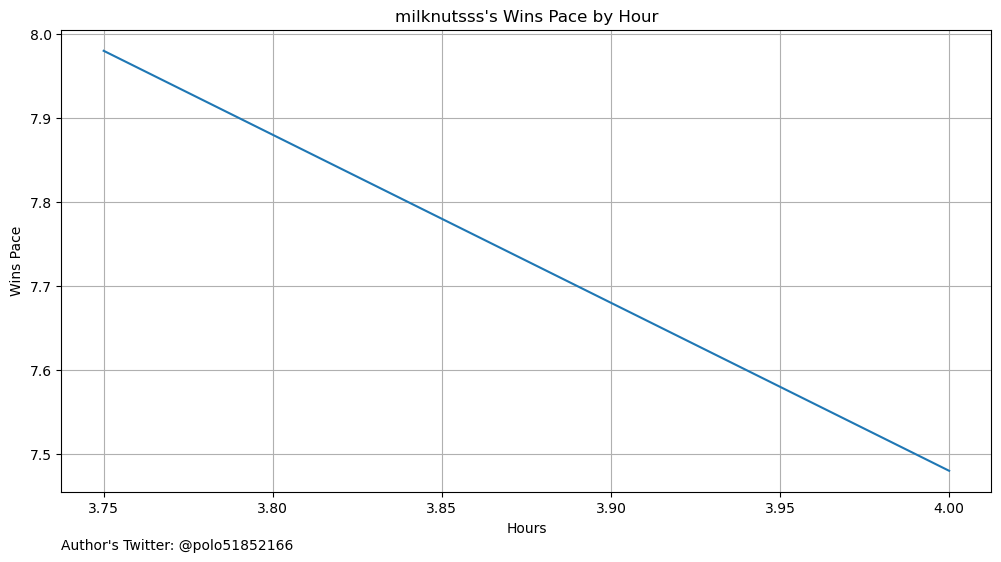 milknutsss's Wins Pace by Hour
8.0
7.9
7.8
7.7
7.6
7.5
Wins Pace
3.75 3.80 3.85 3.90 3.95 4.00
Hours
Author's Twitter: @polo51852166